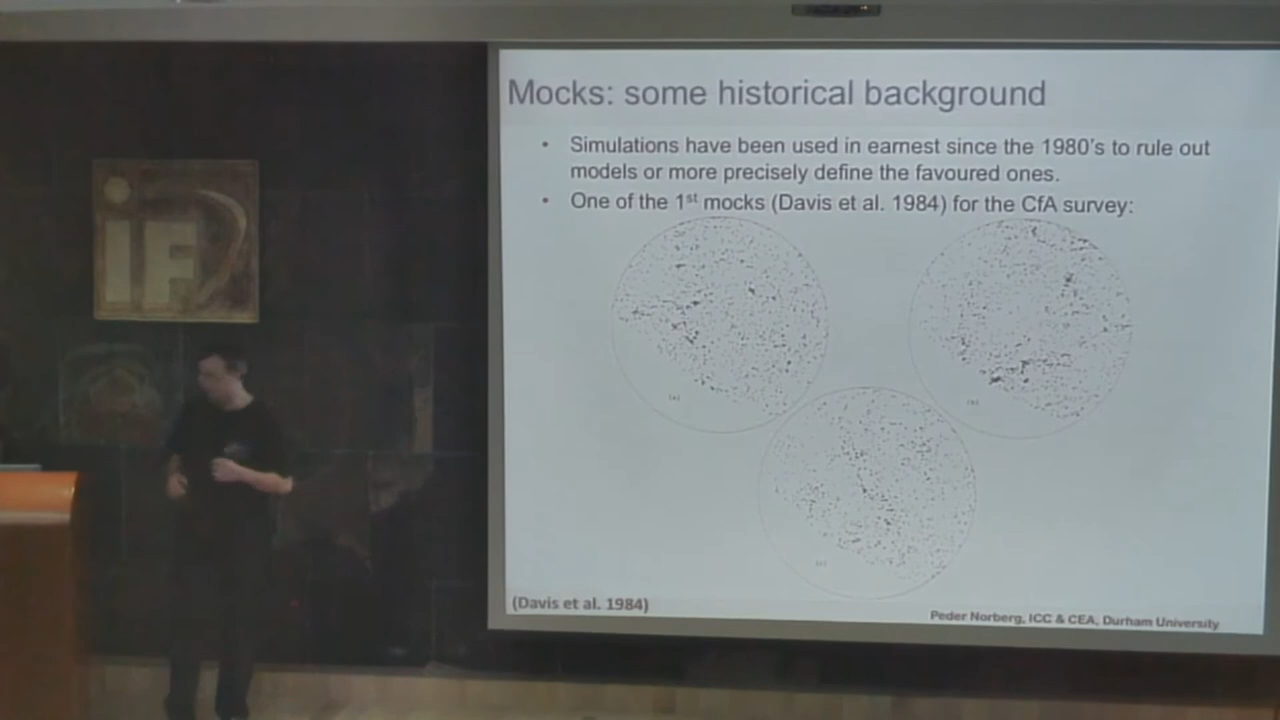 Mocks: some historical background
• Simulations have been used in earnest since the 1980's to rule out
models or more precisely define the favoured ones.
• One of the 1st mocks (Davis et al. 1984) for the CfA survey:
(a)
(b)
(c)
(Davis et al. 1984)
Peder Norberg, ICC & CEA, Durham University